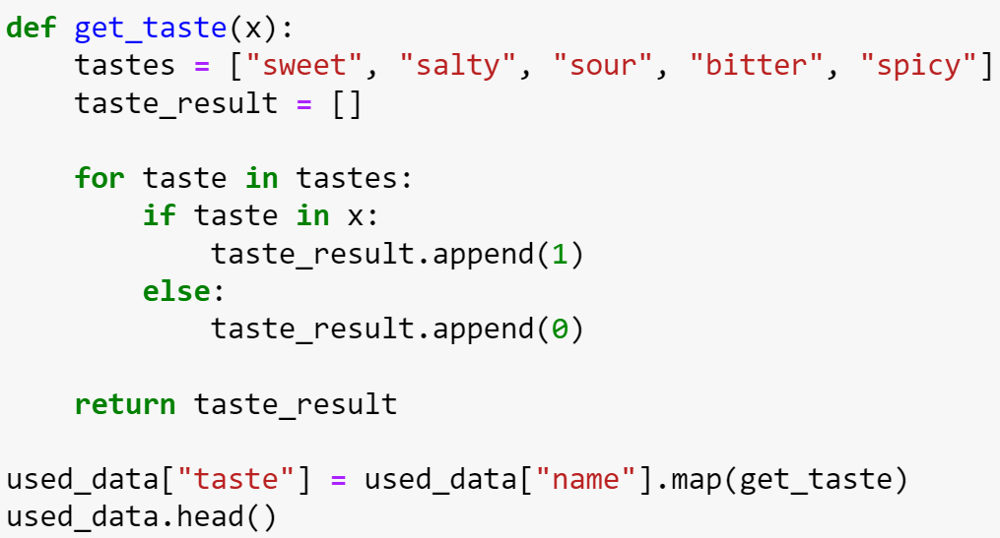 def get_taste(x):
    tastes = ["sweet", "salty", "sour", "bitter", "spicy"]
    taste_result = []

    for taste in tastes:
        if taste in x:
            taste_result.append(1)
        else:
            taste_result.append(0)

    return taste_result

used_data["taste"] = used_data["name"].map(get_taste)
used_data.head()